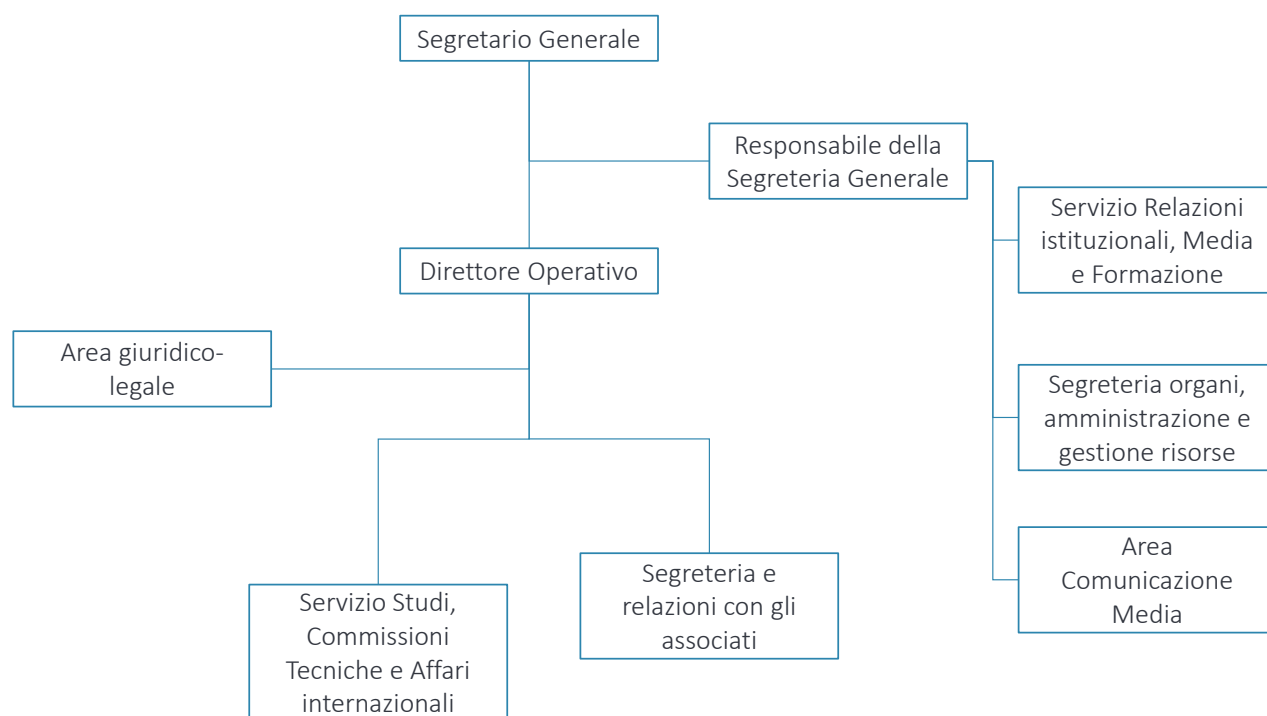 Segretario Generale
Responsabile della
Segreteria Generale
Servizio Relazioni
istituzionali, Media
e Formazione
Direttore Operativo
Area giuridico-
legale
Segreteria organi,
amministrazione e
gestione risorse
Area
Comunicazione
Media
Segreteria e
relazioni con gli
associati
Servizio Studi,
Commissioni
Tecniche e Affari
internazionali